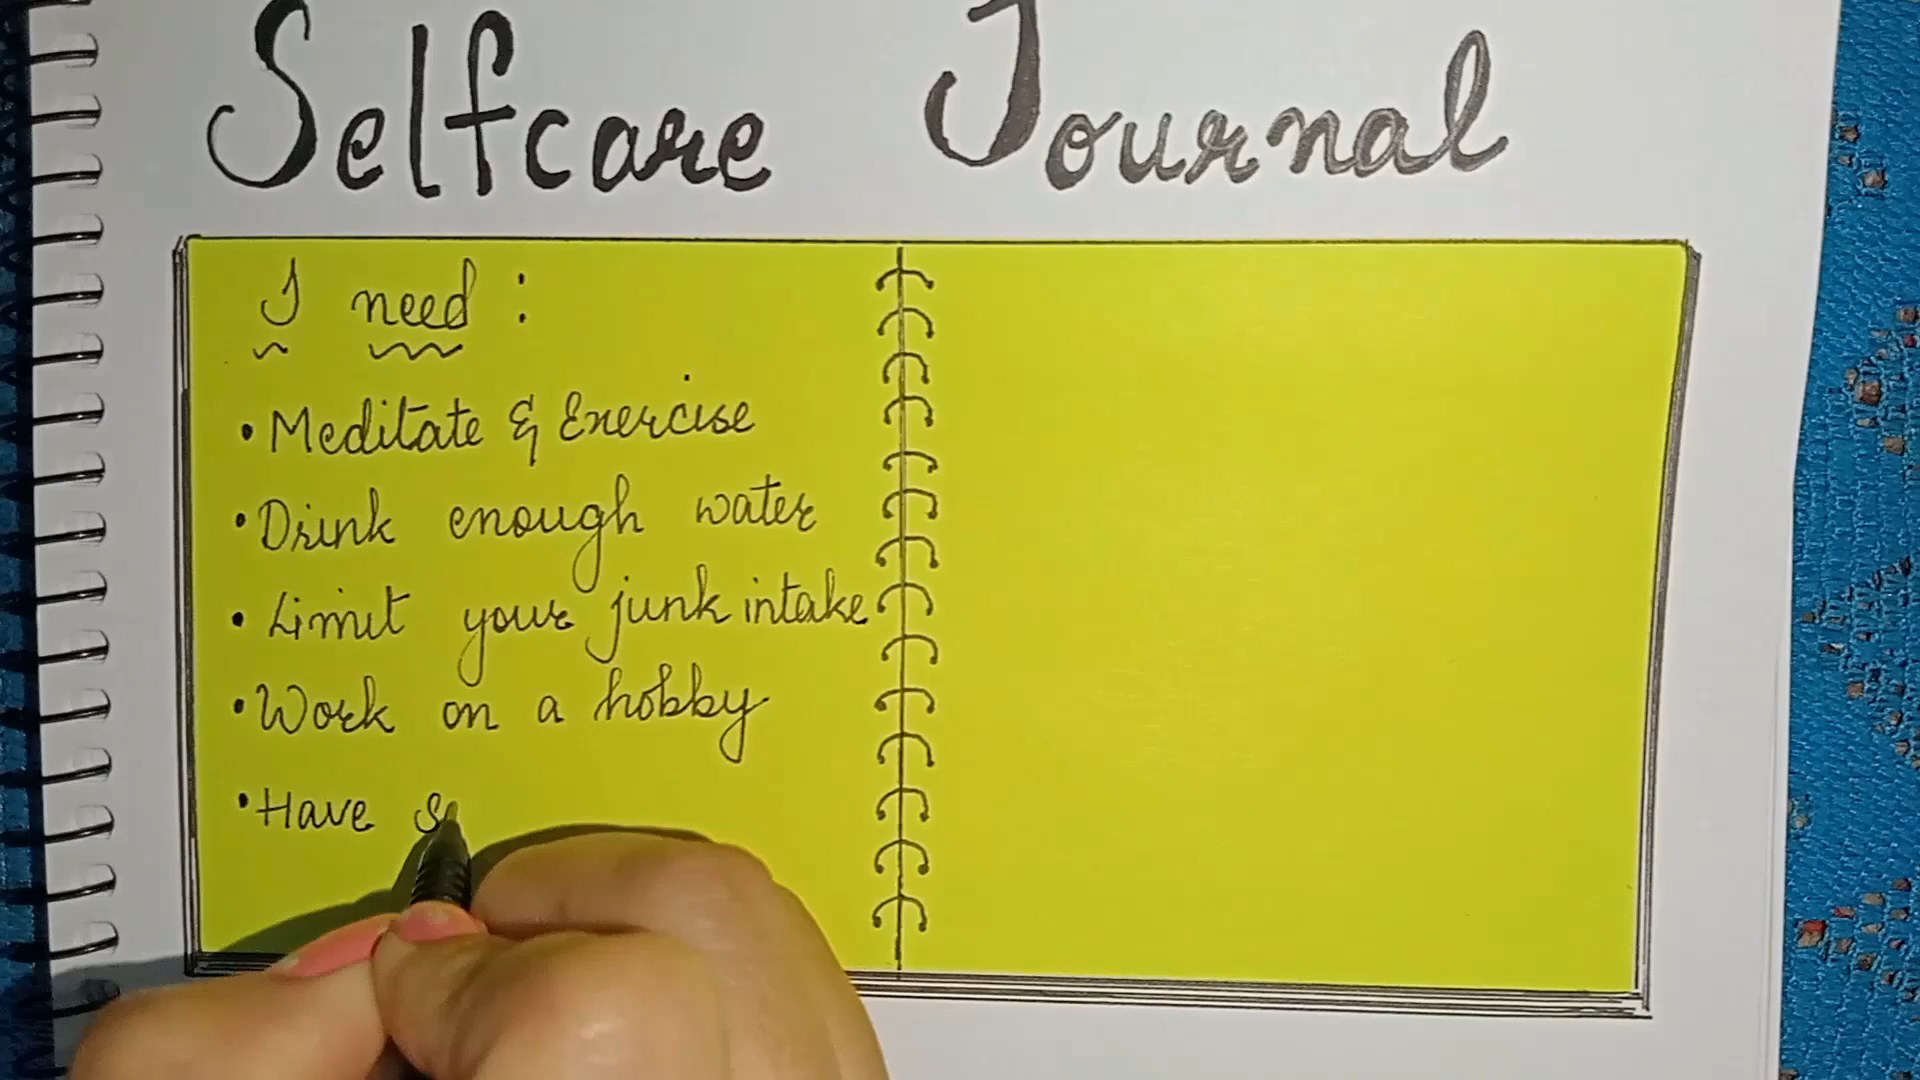 Selfcare Journal
I need :
• Meditate & Exercise
• Drink enough water
• Limit your junk intake
• Work on a hobby
• Have s